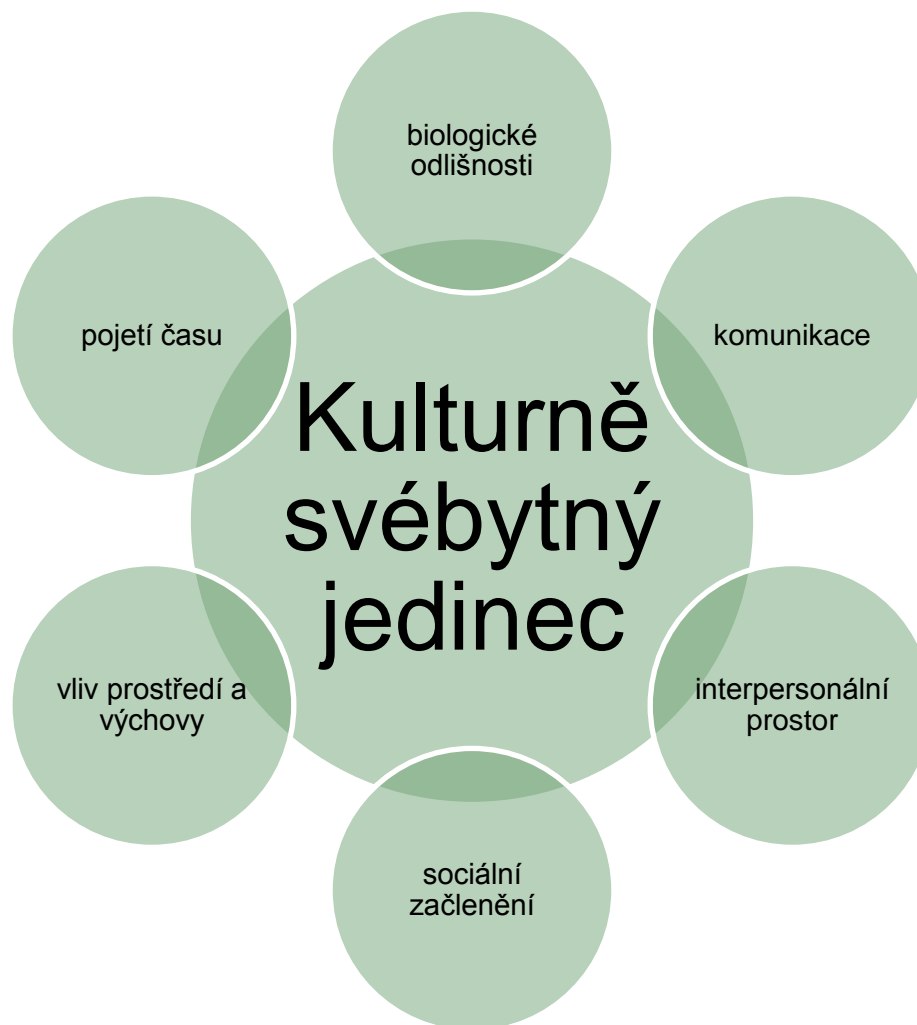 biologické
odlišnosti
pojetí času
komunikace
Kulturně
svébytný
jedinec
vliv prostředí a
výchovy
interpersonální
prostor
sociální
začlenění